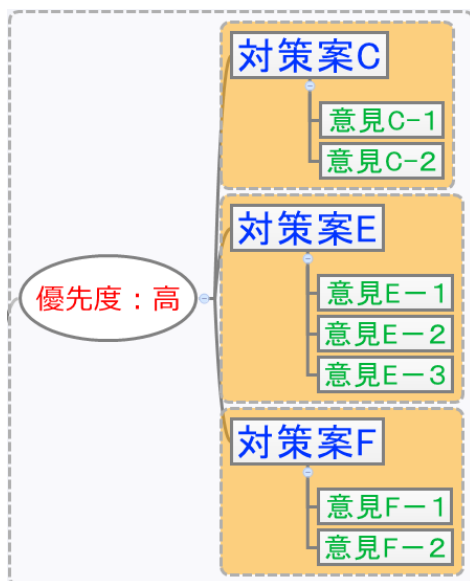 対策案C
意見C-1
意見C-2
優先度：高
対策案E
意見E－1
意見E－2
意見E－3
対策案F
意見F－1
意見F－2